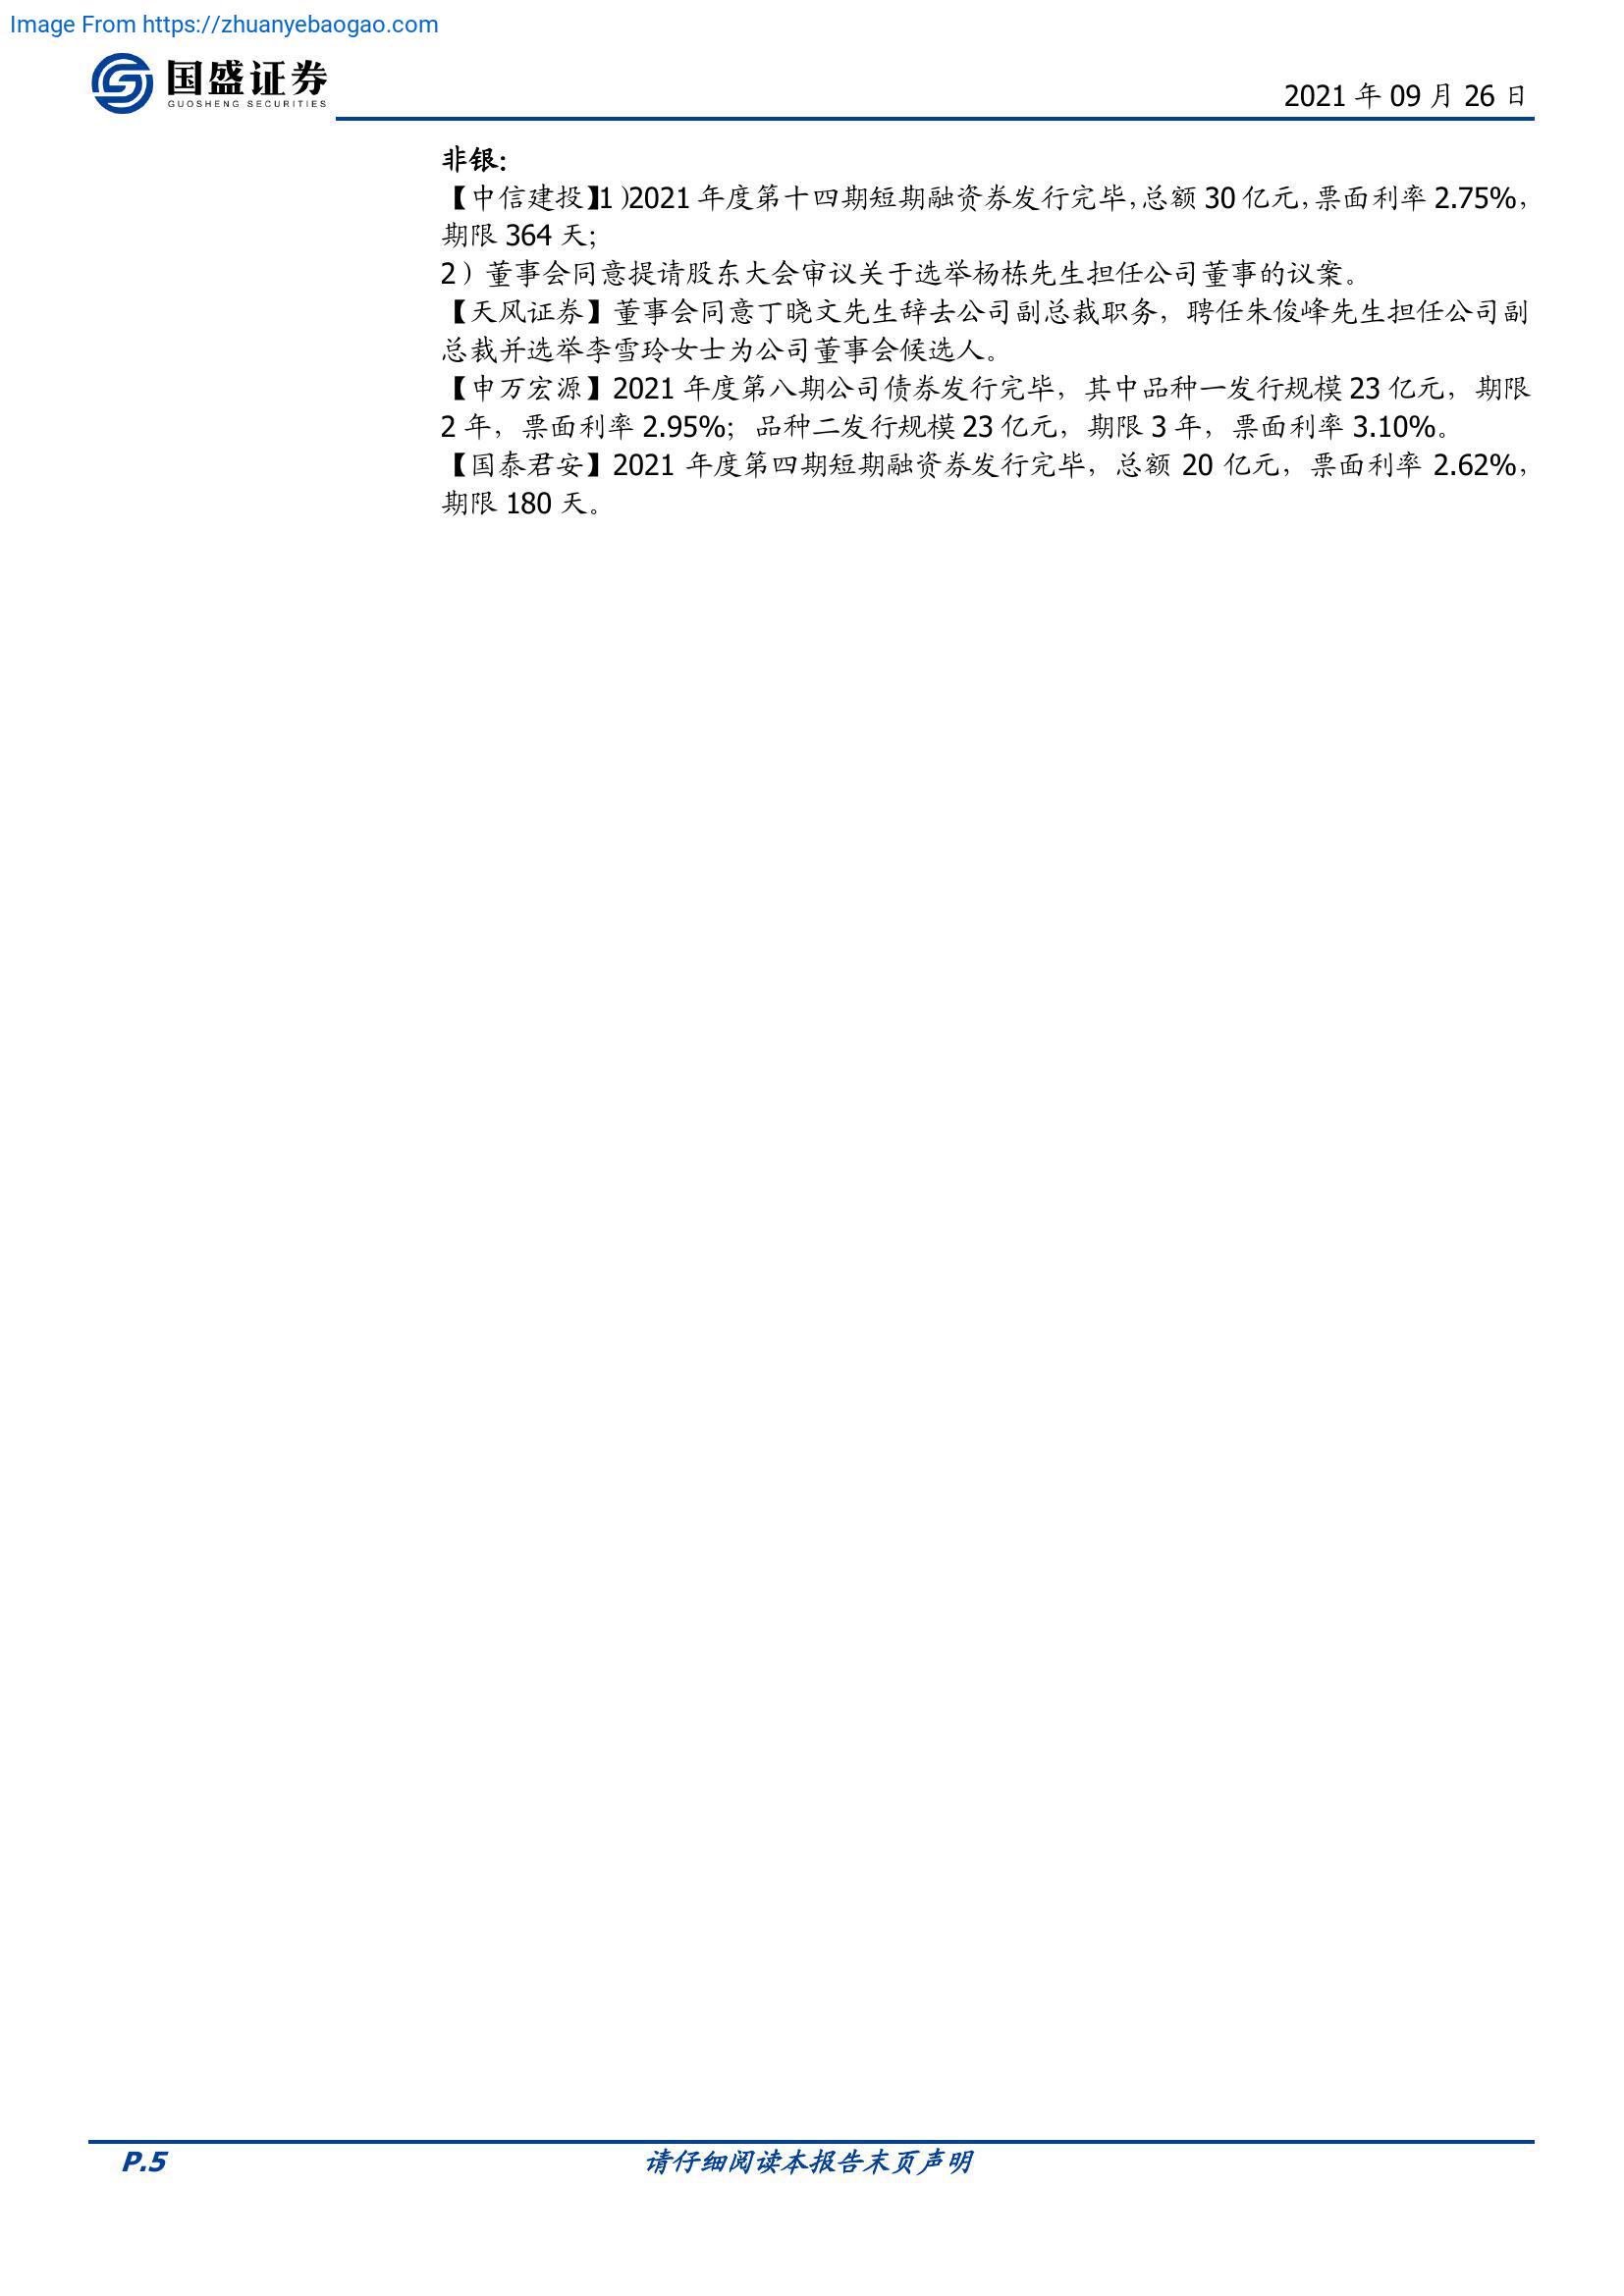 Image From https://zhuanyebaogao.com
国盛证券
GUOSHENG SECURITIES
2021 年 09 月 26 日
非银：
【中信建投】1）2021 年度第十四期短期融资券发行完毕，总额 30 亿元，票面利率 2.75%，
期限 364 天；
2）董事会同意提请股东大会审议关于选举杨栋先生担任公司董事的议案。
【天风证券】董事会同意丁晓文先生辞去公司副总裁职务，聘任朱俊峰先生担任公司副
总裁并选举李雪玲女士为公司董事会候选人。
【申万宏源】2021 年度第八期公司债券发行完毕，其中品种一发行规模 23 亿元，期限
2 年，票面利率 2.95%；品种二发行规模 23 亿元，期限 3 年，票面利率 3.10%。
【国泰君安】2021 年度第四期短期融资券发行完毕，总额 20 亿元，票面利率 2.62%，
期限 180 天。
P.5
请仔细阅读本报告末页声明